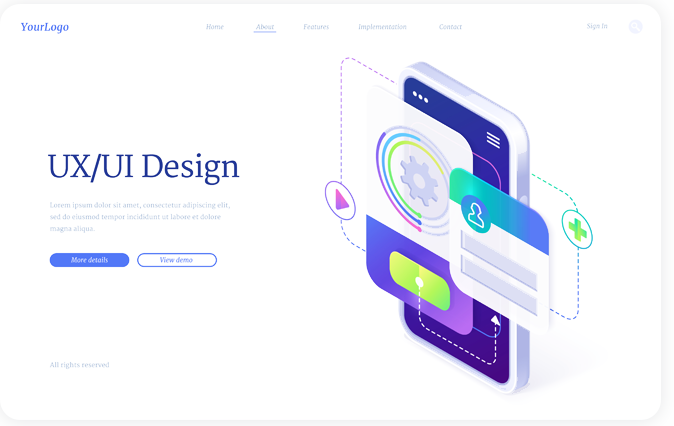 YourLogo
Home About Features Implementation Contact Sign In
UX/UI Design
Lorem ipsum dolor sit amet, consectetur adipiscing elit,
sed do eiusmod tempor incididunt ut labore et dolore
magna aliqua.
More details View demo
All rights reserved